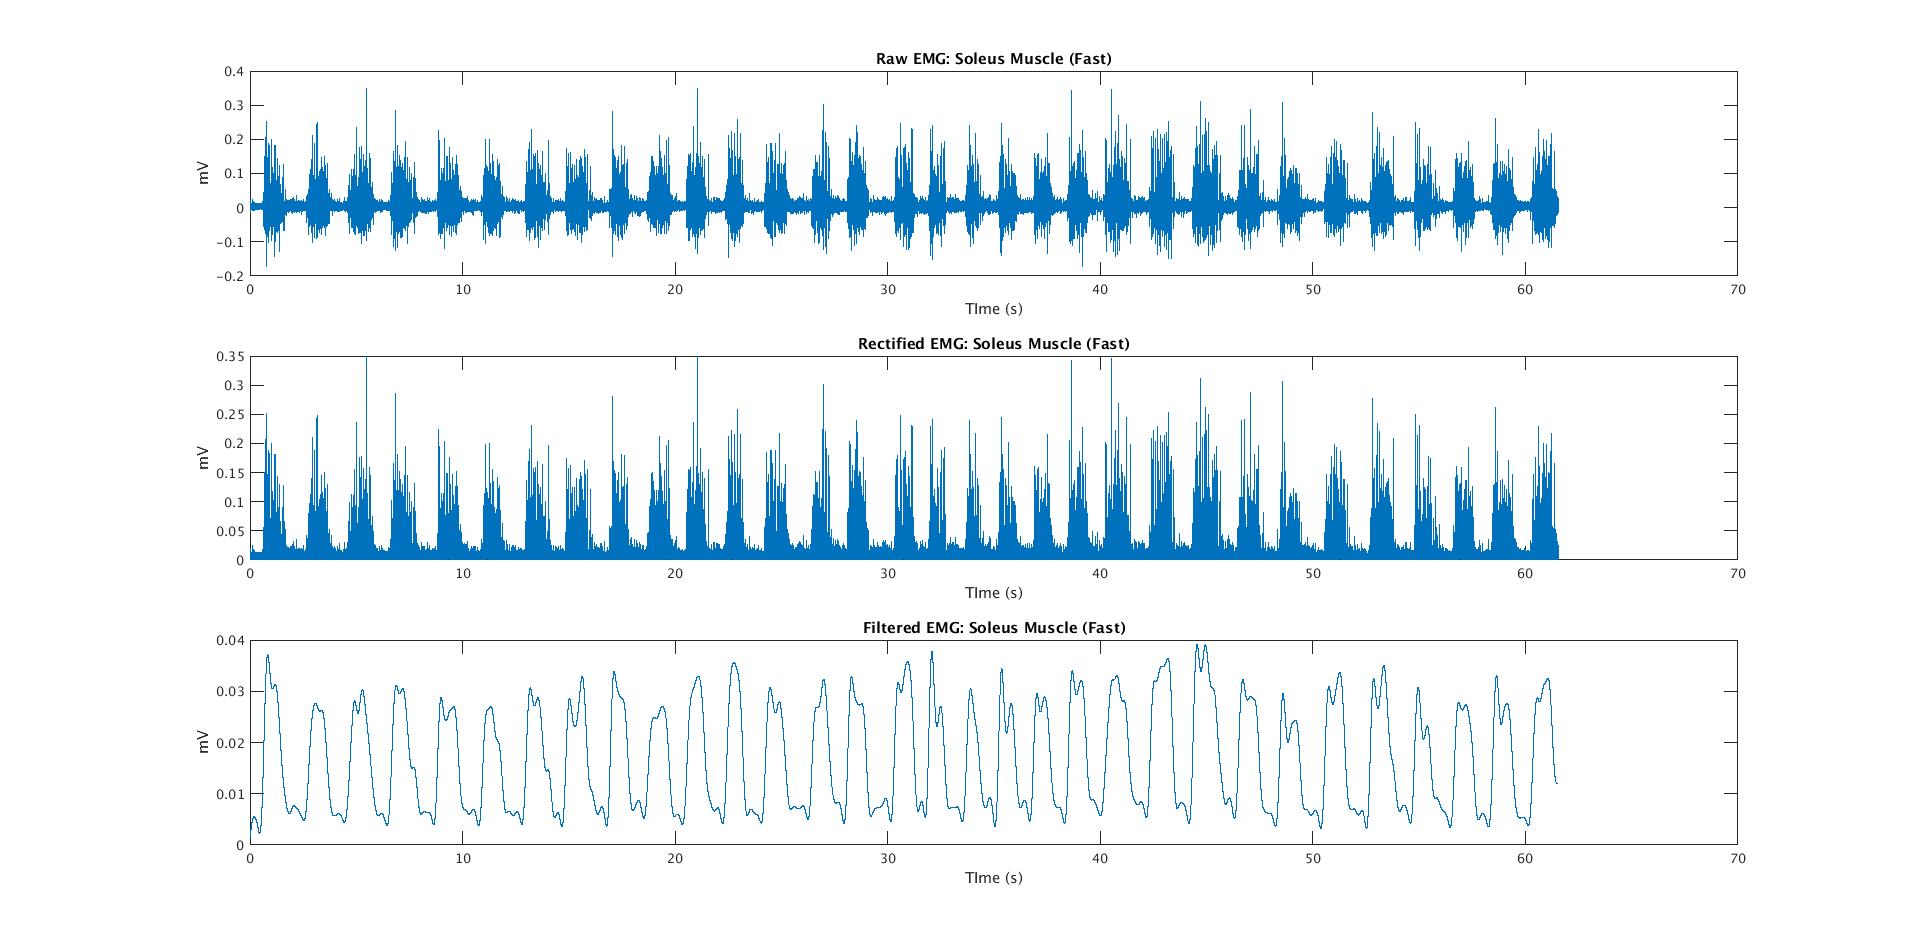 Raw EMG: Soleus Muscle (Fast)
0.4
0.3
0.2
0.1
0
-0.1
-0.2
mV
0 10 20 30 40 50 60 70
TIme (s)
Rectified EMG: Soleus Muscle (Fast)
0.35
0.3
0.25
0.2
0.15
0.1
0.05
0
mV
0 10 20 30 40 50 60 70
TIme (s)
Filtered EMG: Soleus Muscle (Fast)
0.04
0.03
0.02
0.01
0
mV
0 10 20 30 40 50 60 70
TIme (s)